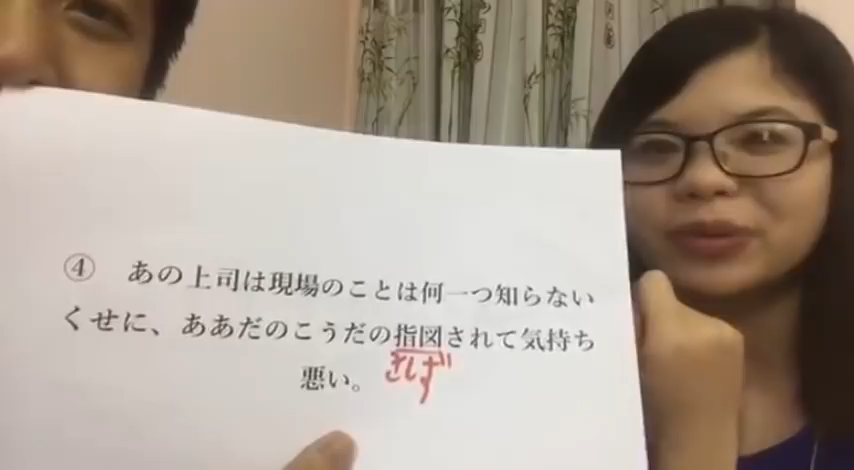 ④ あの上司は現場のことは何一つ知らない
くせに、ああだのこうだの指図されて気持ち
さしず
悪い。